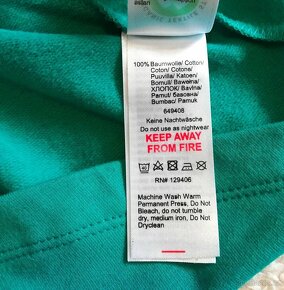 100% Baumwolle/ Cotton/
Coton/ Cotone/
Puuvilla/ Katoen/
Bomull/ Bawełna/
ХЛОПОК/ Bavlna/
Pamut/ бавовна/
Bumbac/ Pamuk
649408
Keine Nachtwäsche
Do not use as nightwear
KEEP AWAY
FROM FIRE
RN# 129406
Machine Wash Warm
Permanent Press, Do Not
Bleach, do not tumble
dry, medium iron, Do Not
Dryclean